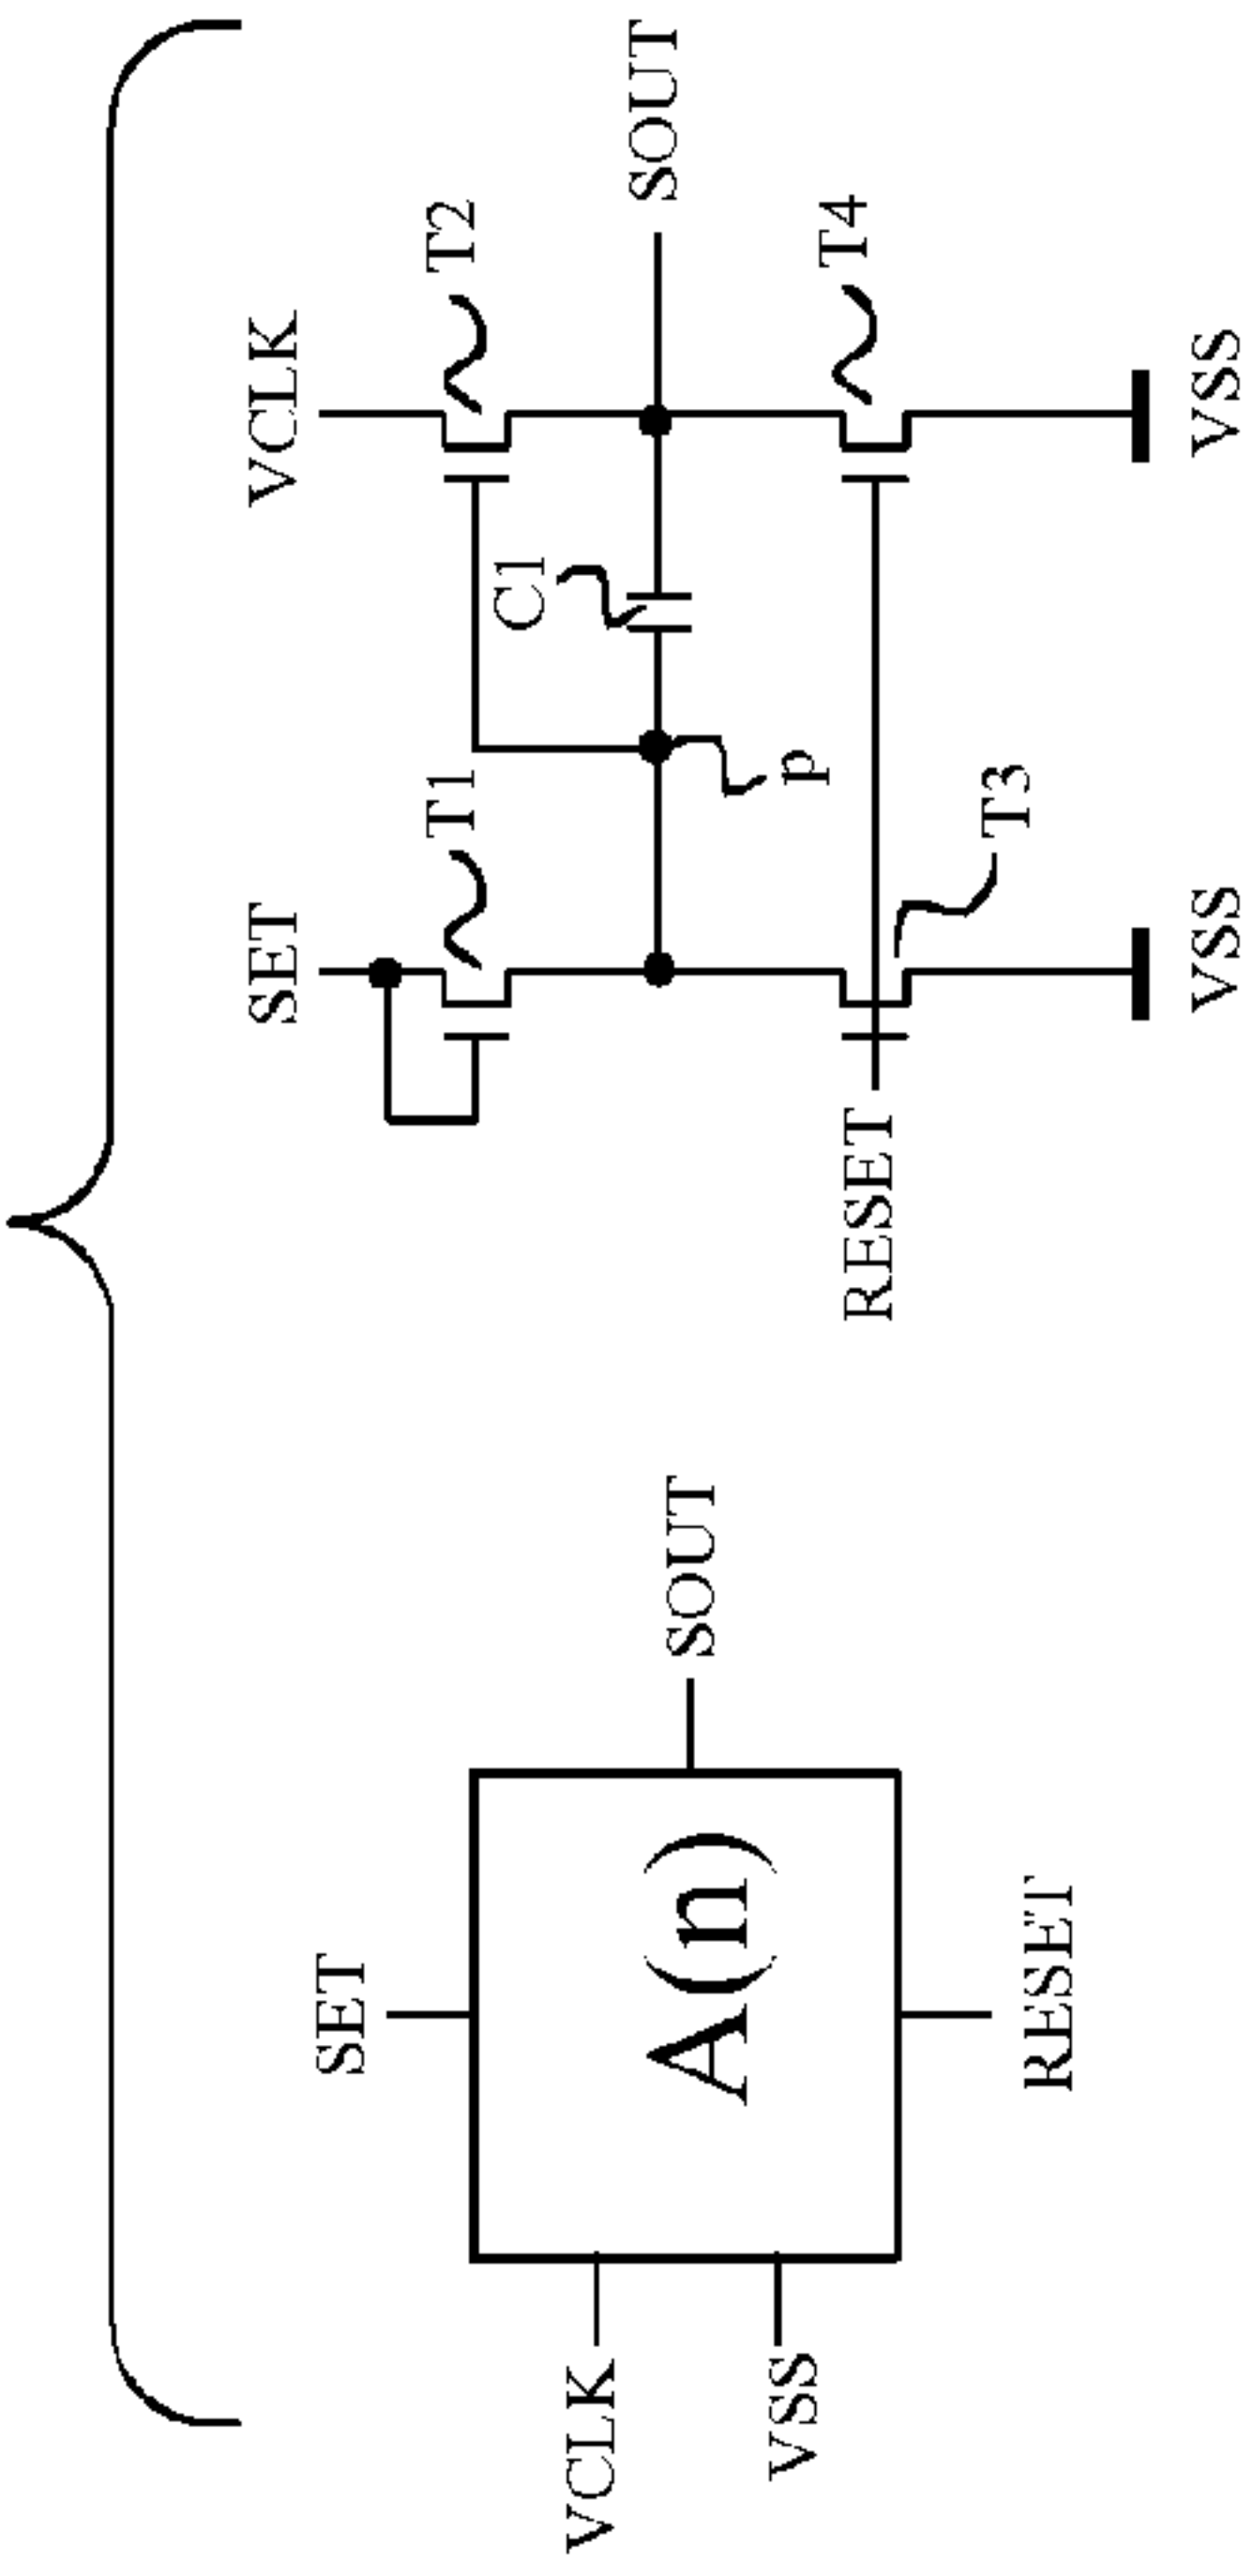 SET
VCLK
A(n)
SOUT
VSS
RESET
SET
VCLK
T1
T2
C1
SOUT
p
RESET
T3
T4
VSS
VSS